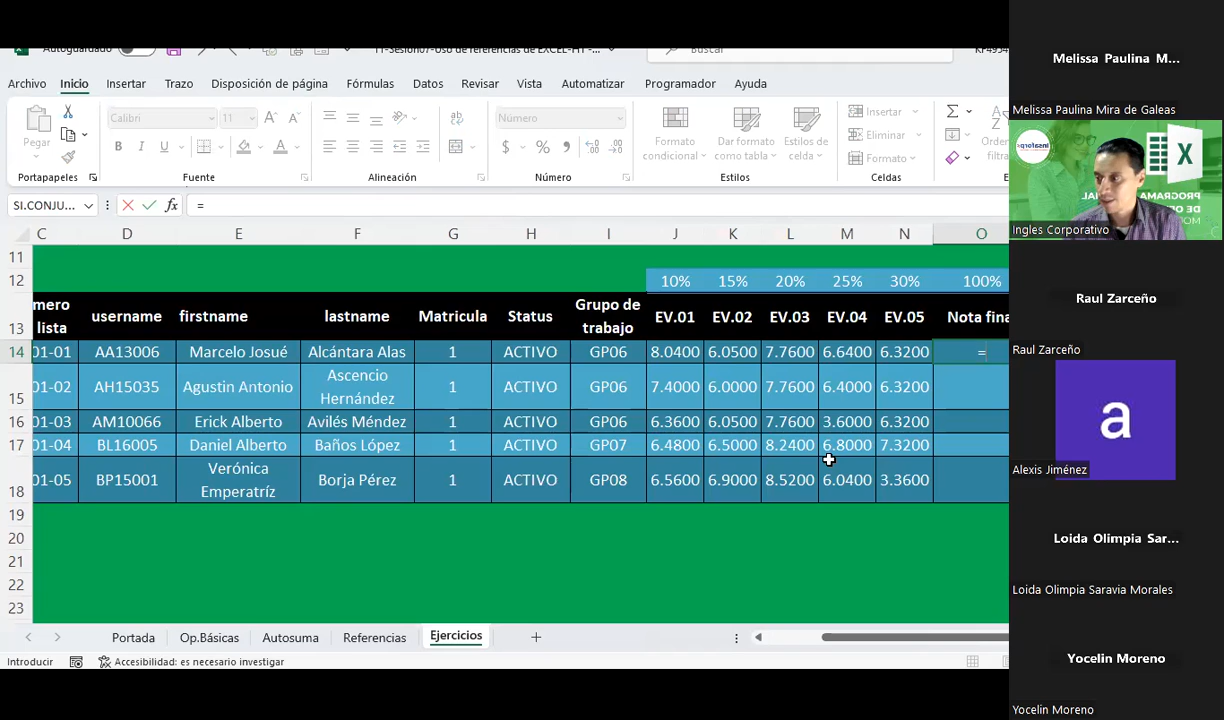 Autoguardado
11-Sesion07-Uso de referencias de EXCEL-HT -...
Buscar
Archivo Inicio Insertar Trazo Disposición de página Fórmulas Datos Revisar Vista Automatizar Programador Ayuda
Calibri 11 Número
Pegar
Formato condicional
Dar formato como tabla
Estilos de celda
Insertar
Eliminar
Formato
Portapapeles Fuente Alineación Número Estilos Celdas
SI.CONJU... fx =
C D E F G H I J K L M N O
11
12 10% 15% 20% 25% 30% 100%
13 mero lista username firstname lastname Matricula Status Grupo de trabajo EV.01 EV.02 EV.03 EV.04 EV.05 Nota fina
14 01-01 AA13006 Marcelo Josué Alcántara Alas 1 ACTIVO GP06 8.0400 6.0500 7.7600 6.6400 6.3200 =
15 01-02 AH15035 Agustin Antonio Ascencio Hernández 1 ACTIVO GP06 7.4000 6.0000 7.7600 6.4000 6.3200
16 01-03 AM10066 Erick Alberto Avilés Méndez 1 ACTIVO GP06 6.3600 6.0500 7.7600 3.6000 6.3200
17 01-04 BL16005 Daniel Alberto Baños López 1 ACTIVO GP07 6.4800 6.5000 8.2400 6.8000 7.3200
18 01-05 BP15001 Verónica Emperatríz Borja Pérez 1 ACTIVO GP08 6.5600 6.9000 8.5200 6.0400 3.3600
19
20
21
22
23
Portada Op.Básicas Autosuma Referencias Ejercicios
Introducir Accesibilidad: es necesario investigar
Melissa Paulina M...
Melissa Paulina Mira de Galeas
Ingles Corporativo
Raul Zarceño
Raul Zarceño
a
Alexis Jiménez
Loida Olimpia Sar...
Loida Olimpia Saravia Morales
Yocelin Moreno
Yocelin Moreno